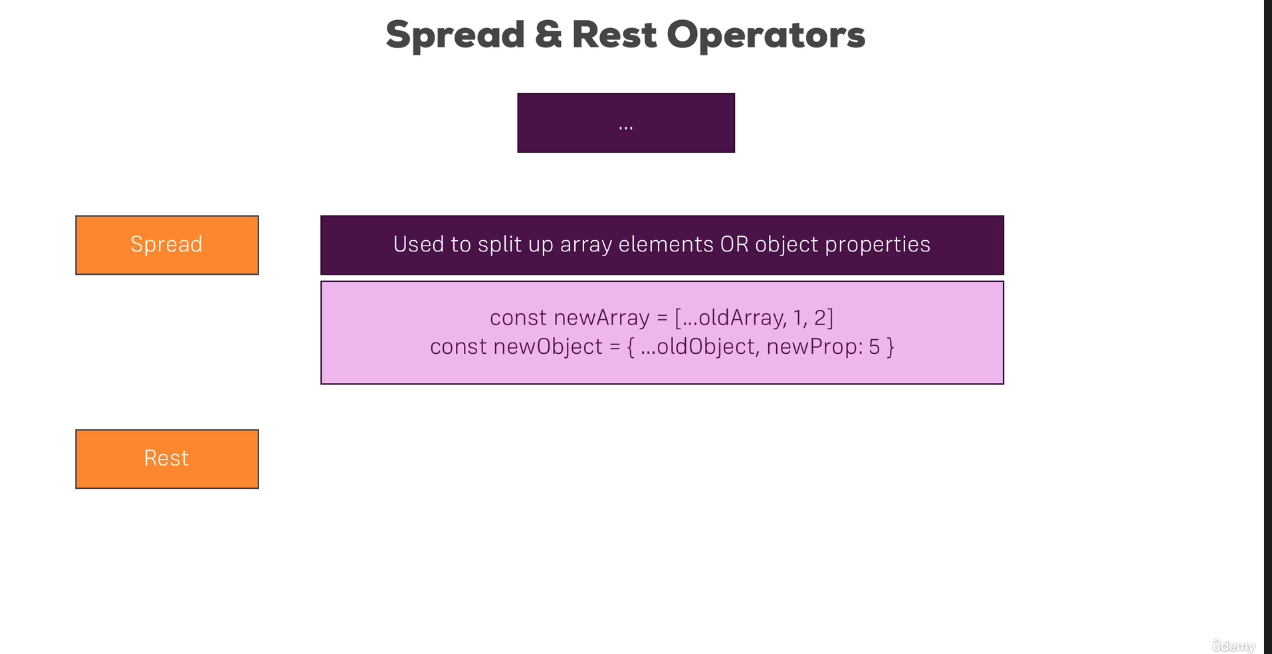 Spread & Rest Operators
...
Spread
Used to split up array elements OR object properties
const newArray = [...oldArray, 1, 2]
const newObject = { ...oldObject, newProp: 5 }
Rest
ûdemy